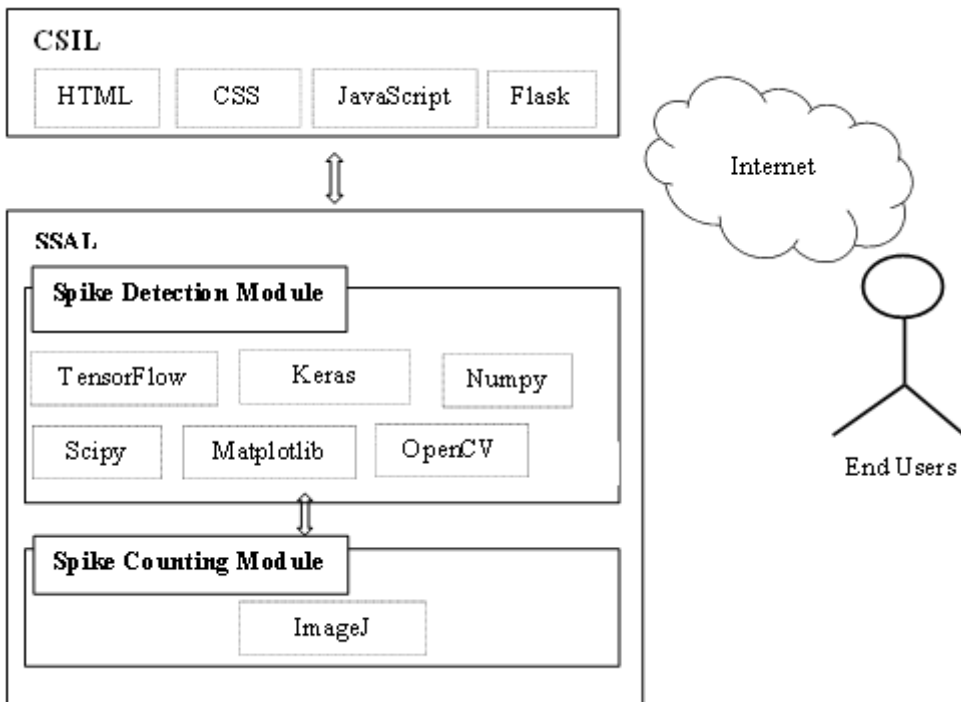 CSIL
HTML CSS JavaScript Flask
Internet
SSAL
Spike Detection Module
TensorFlow Keras Numpy
Scipy Matplotlib OpenCV
End Users
Spike Counting Module
ImageJ